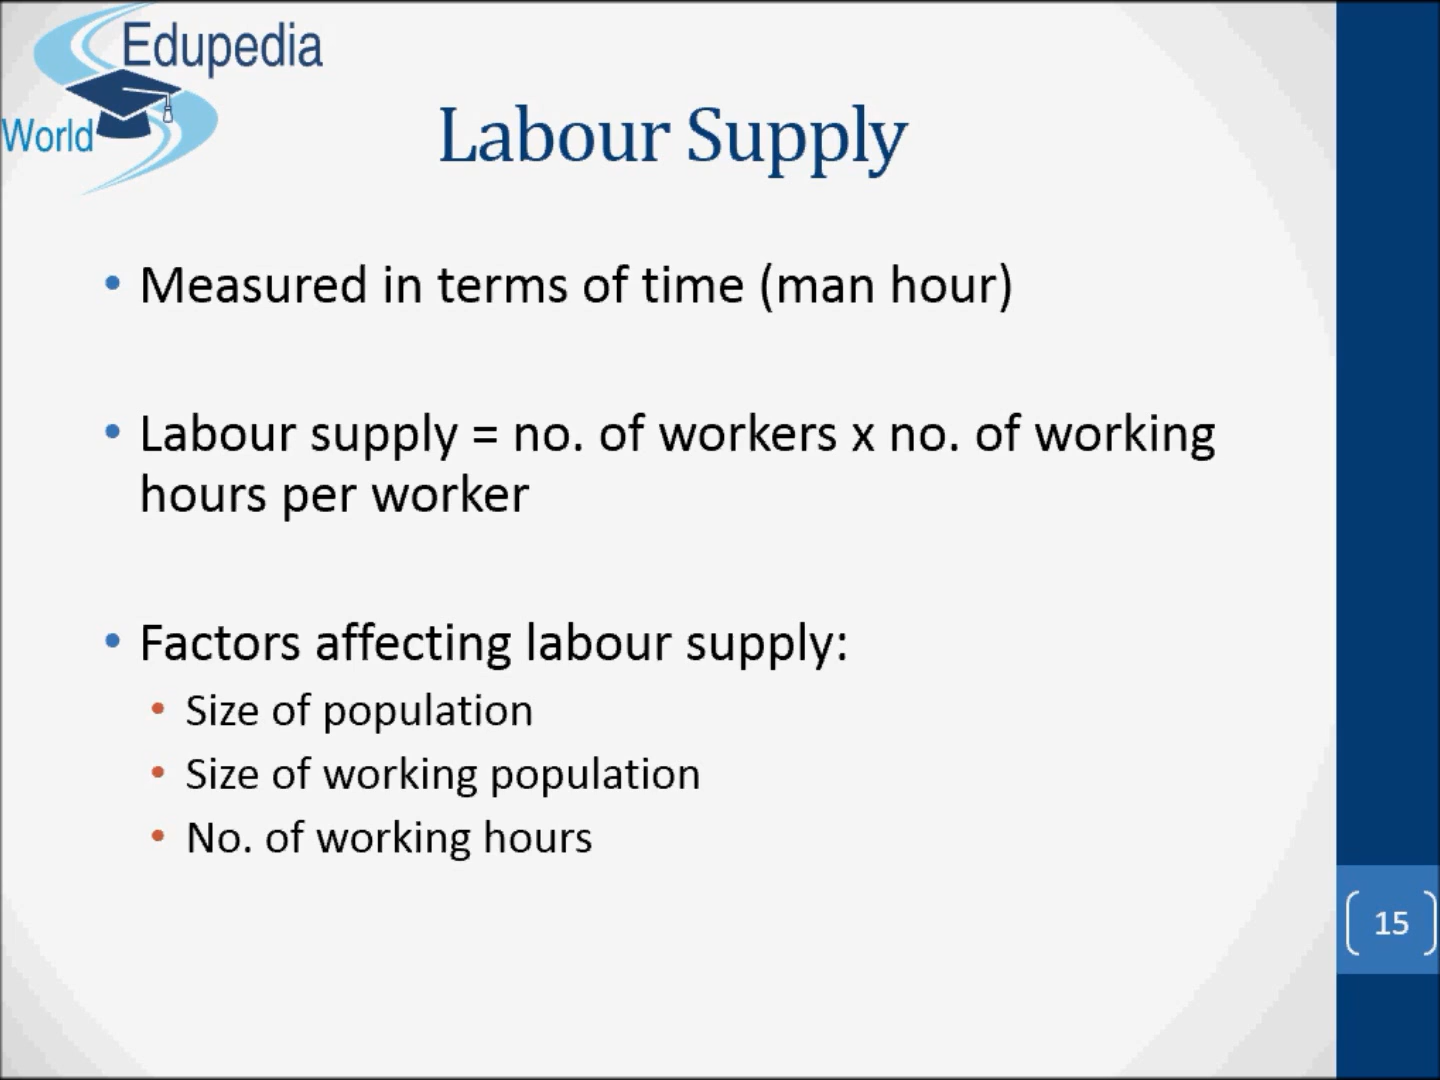 Edupedia
World
Labour Supply
• Measured in terms of time (man hour)
• Labour supply = no. of workers x no. of working
hours per worker
• Factors affecting labour supply:
• Size of population
• Size of working population
• No. of working hours
15